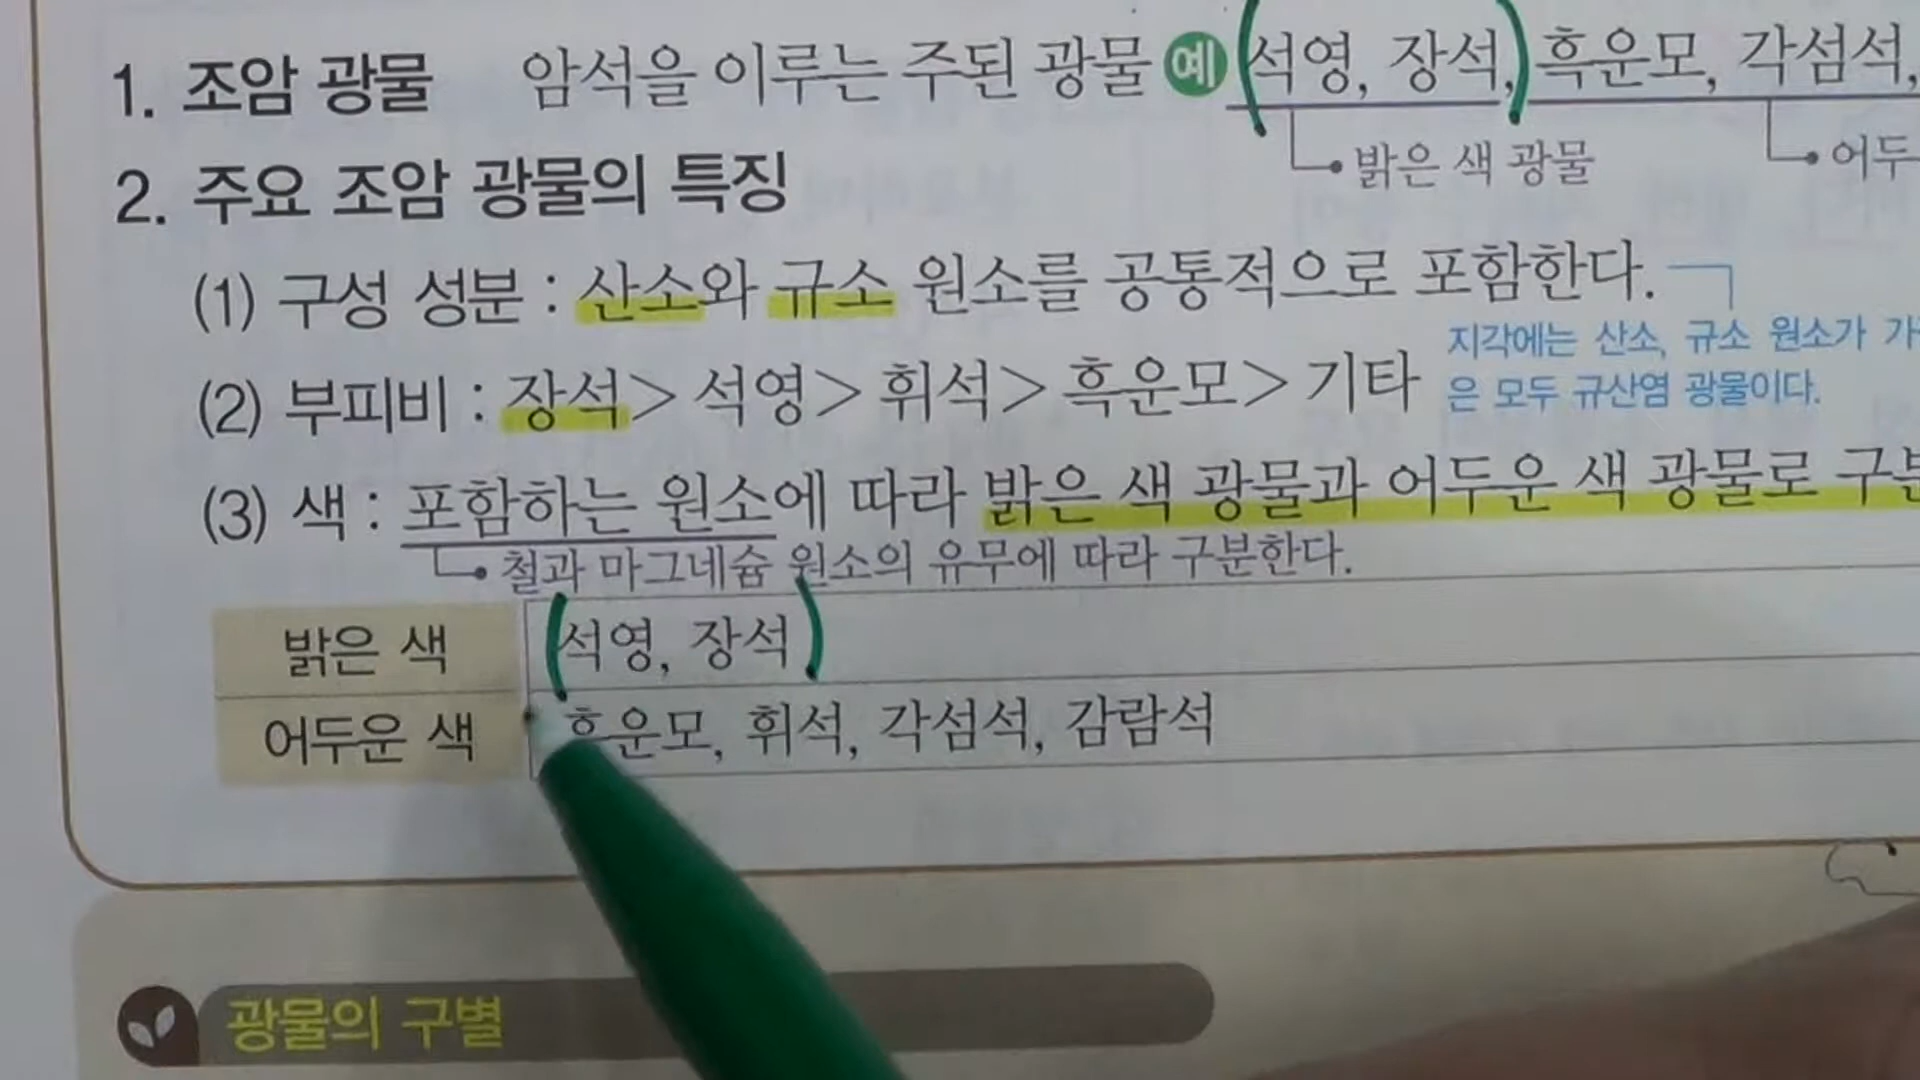 1. 조암 광물 암석을 이루는 주된 광물 예 석영, 장석, 흑운모, 각섬석,
밝은 색 광물 어두
2. 주요 조암 광물의 특징
(1) 구성 성분 : 산소와 규소 원소를 공통적으로 포함한다.
지각에는 산소, 규소 원소가 가
(2) 부피비 : 장석> 석영> 휘석> 흑운모> 기타
은 모두 규산염 광물이다.
(3) 색 : 포함하는 원소에 따라 밝은 색 광물과 어두운 색 광물로 구분
철과 마그네슘 원소의 유무에 따라 구분한다.
밝은 색 석영, 장석
어두운 색 흑운모, 휘석, 각섬석, 감람석
광물의 구별